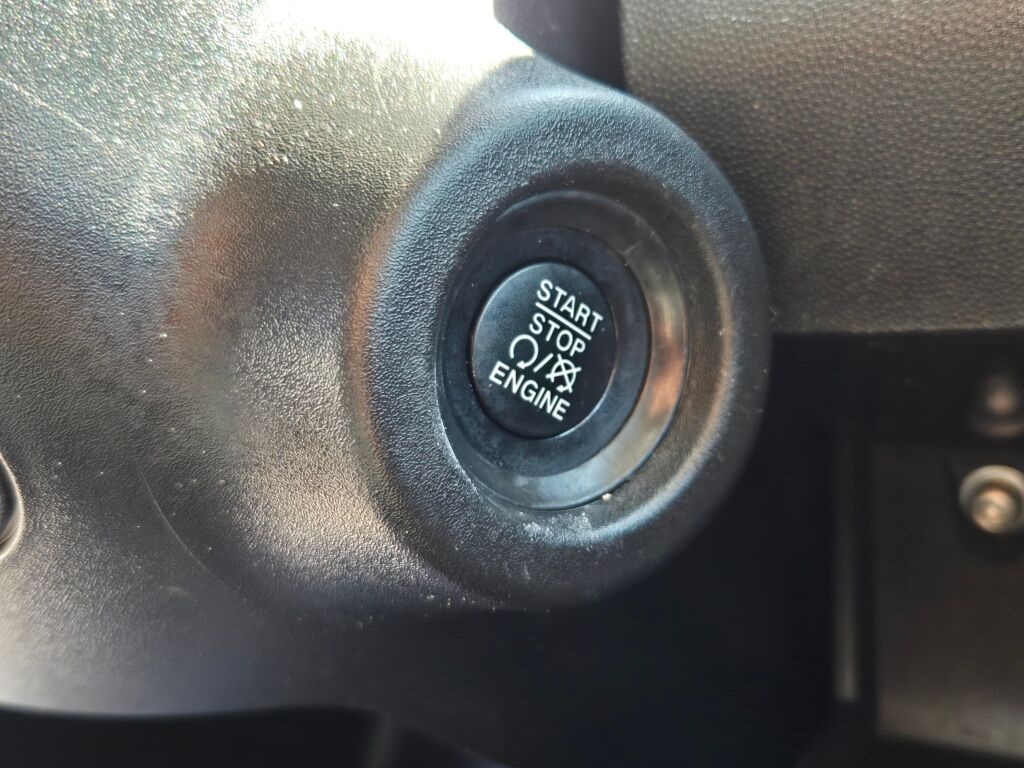 START
STOP
/
ENGINE